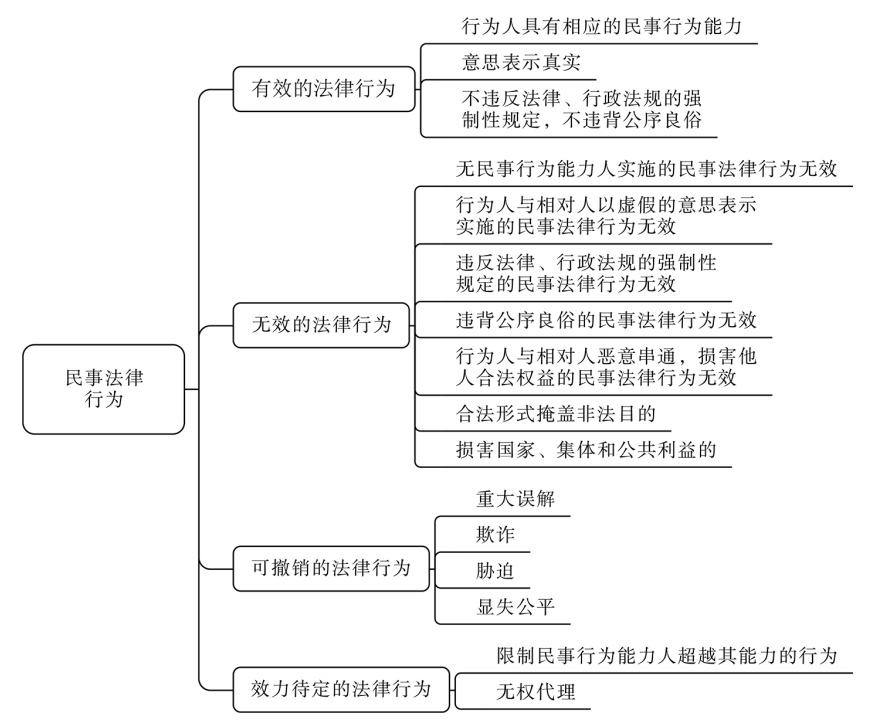 行为人具有相应的民事行为能力
意思表示真实
有效的法律行为
不违反法律、行政法规的强
制性规定，不违背公序良俗
无民事行为能力人实施的民事法律行为无效
行为人与相对人以虚假的意思表示
实施的民事法律行为无效
违反法律、行政法规的强制性
规定的民事法律行为无效
无效的法律行为
违背公序良俗的民事法律行为无效
行为人与相对人恶意串通，损害他
人合法权益的民事法律行为无效
民事法律
行为
合法形式掩盖非法目的
损害国家、集体和公共利益的
重大误解
欺诈
可撤销的法律行为
胁迫
显失公平
限制民事行为能力人超越其能力的行为
效力待定的法律行为
无权代理